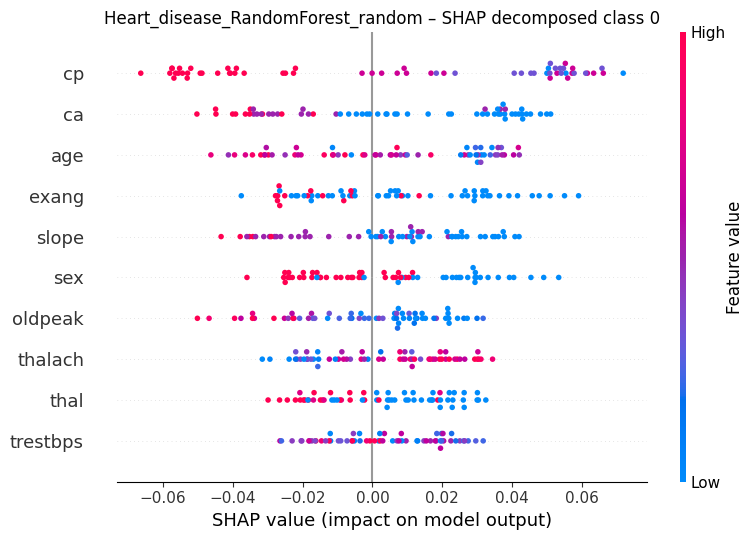 Heart_disease_RandomForest_random – SHAP decomposed class 0
High
cp
ca
age
exang
slope
sex
oldpeak
thalach
thal
trestbps
Feature value
Low
−0.06 −0.04 −0.02 0.00 0.02 0.04 0.06
SHAP value (impact on model output)